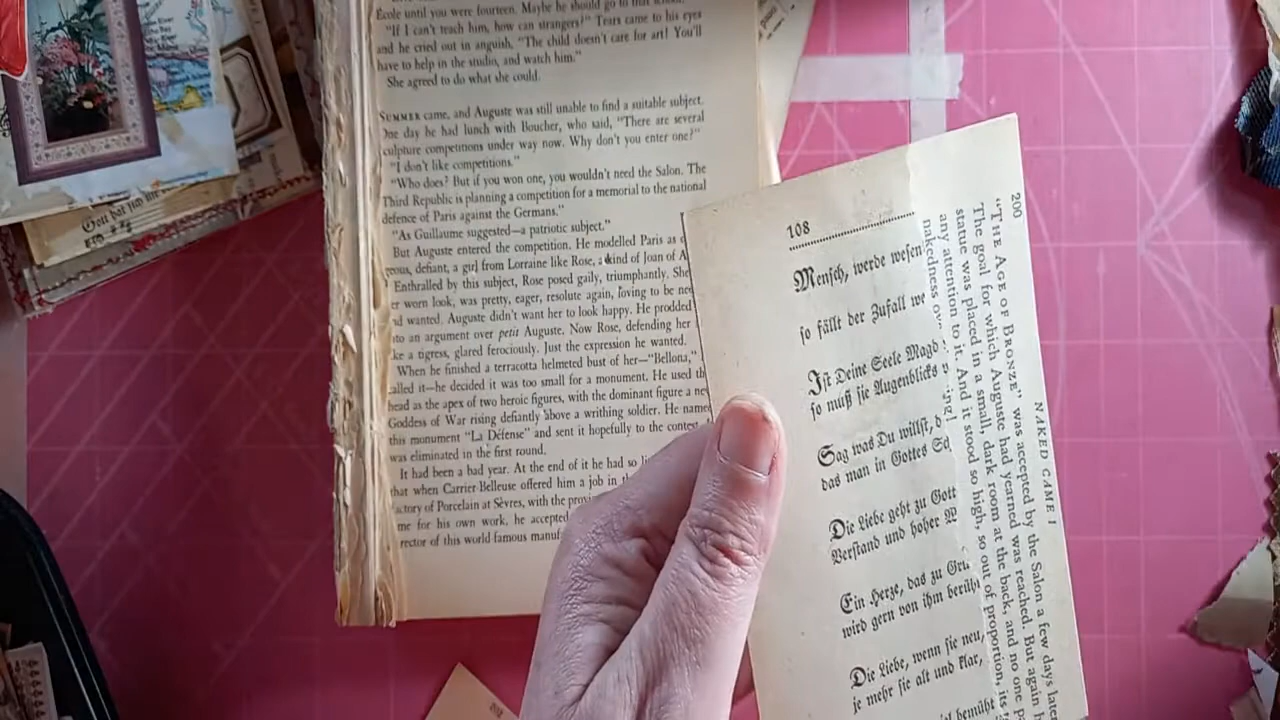 École until you were fourteen. Maybe he should go to that school."
"If I can't teach him, how can strangers?" Tears came to his eyes
and he cried out in anguish, "The child doesn't care for art! You'll
have to help in the studio, and watch him."
She agreed to do what she could.
SUMMER came, and Auguste was still unable to find a suitable subject.
One day he had lunch with Boucher, who said, "There are several
culpture competitions under way now. Why don't you enter one?"
"I don't like competitions."
"Who does? But if you won one, you wouldn't need the Salon. The
Third Republic is planning a competition for a memorial to the national
defence of Paris against the Germans."
"As Guillaume suggested—a patriotic subject."
But Auguste entered the competition. He modelled Paris as
geous, defiant, a girl from Lorraine like Rose, a kind of Joan of A
Enthralled by this subject, Rose posed gaily, triumphantly. She
er worn look, was pretty, eager, resolute again, loving to be nee
nd wanted. Auguste didn't want her to look happy. He prodded
nto an argument over petit Auguste. Now Rose, defending her
ke a tigress, glared ferociously. Just the expression he wanted.
When he finished a terracotta helmeted bust of her—"Bellona,"
alled it—he decided it was too small for a monument. He used th
head as the apex of two heroic figures, with the dominant figure a ne
Goddess of War rising defiantly above a writhing soldier. He name
this monument "La Défense" and sent it hopefully to the contest
was eliminated in the first round.
It had been a bad year. At the end of it he had so
that when Carrier-Belleuse offered him a job in
actory of Porcelain at Sèvres, with the
me for his own work, he accepted
rector of this world famous manuf
108
Mensch, werde wesen
so fällt der Zufall we
Ist Deine Seele Magd
so muß sie Augenblicks
Sag was Du willst, d
das man in Gottes
Die Liebe geht zu Gott
Verstand und hoher W
Ein Herze, das zu Gru
wird gern von ihm berüh
Die Liebe, wenn sie neu,
je mehr sie alt und klar,
bemüht
200
NAKED CAME I
"THE AGE OF BRONZE" was accepted by the Salon a few days later
The goal for which Auguste had yearned was reached. But again h
statue was placed in a small, dark room at the back, and no one pa
any attention to it. And it stood so high, so out of proportion, its
nakedness
Gott hat ihm